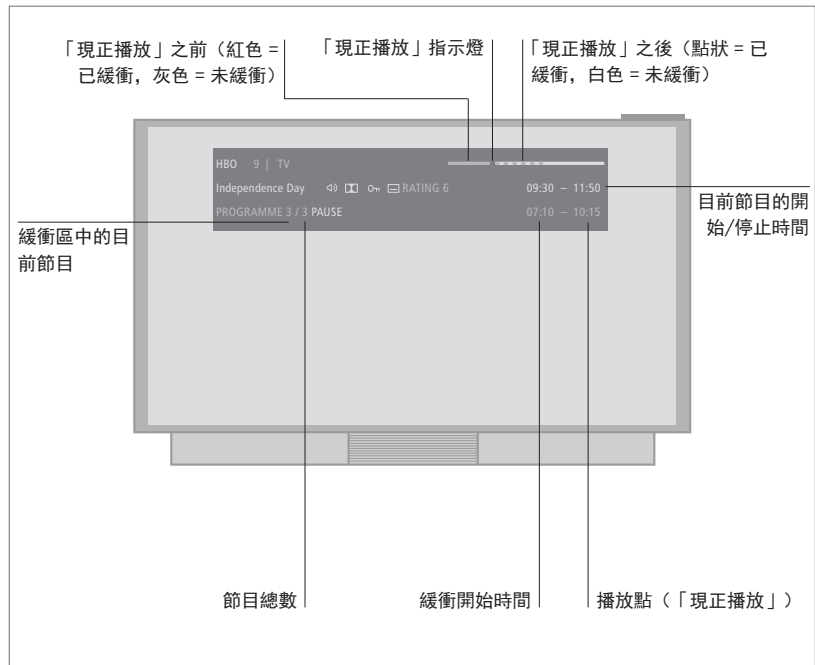 「現正播放」之前（紅色 =
已緩衝，灰色 = 未緩衝）
「現正播放」指示燈
「現正播放」之後（點狀 = 已
緩衝，白色 = 未緩衝）
HBO 9 | TV
Independence Day RATING 6 09:30 – 11:50
PROGRAMME 3 / 3 PAUSE 07:10 – 10:15
目前節目的開
始/停止時間
緩衝區中的目
前節目
節目總數
緩衝開始時間
播放點（「現正播放」）